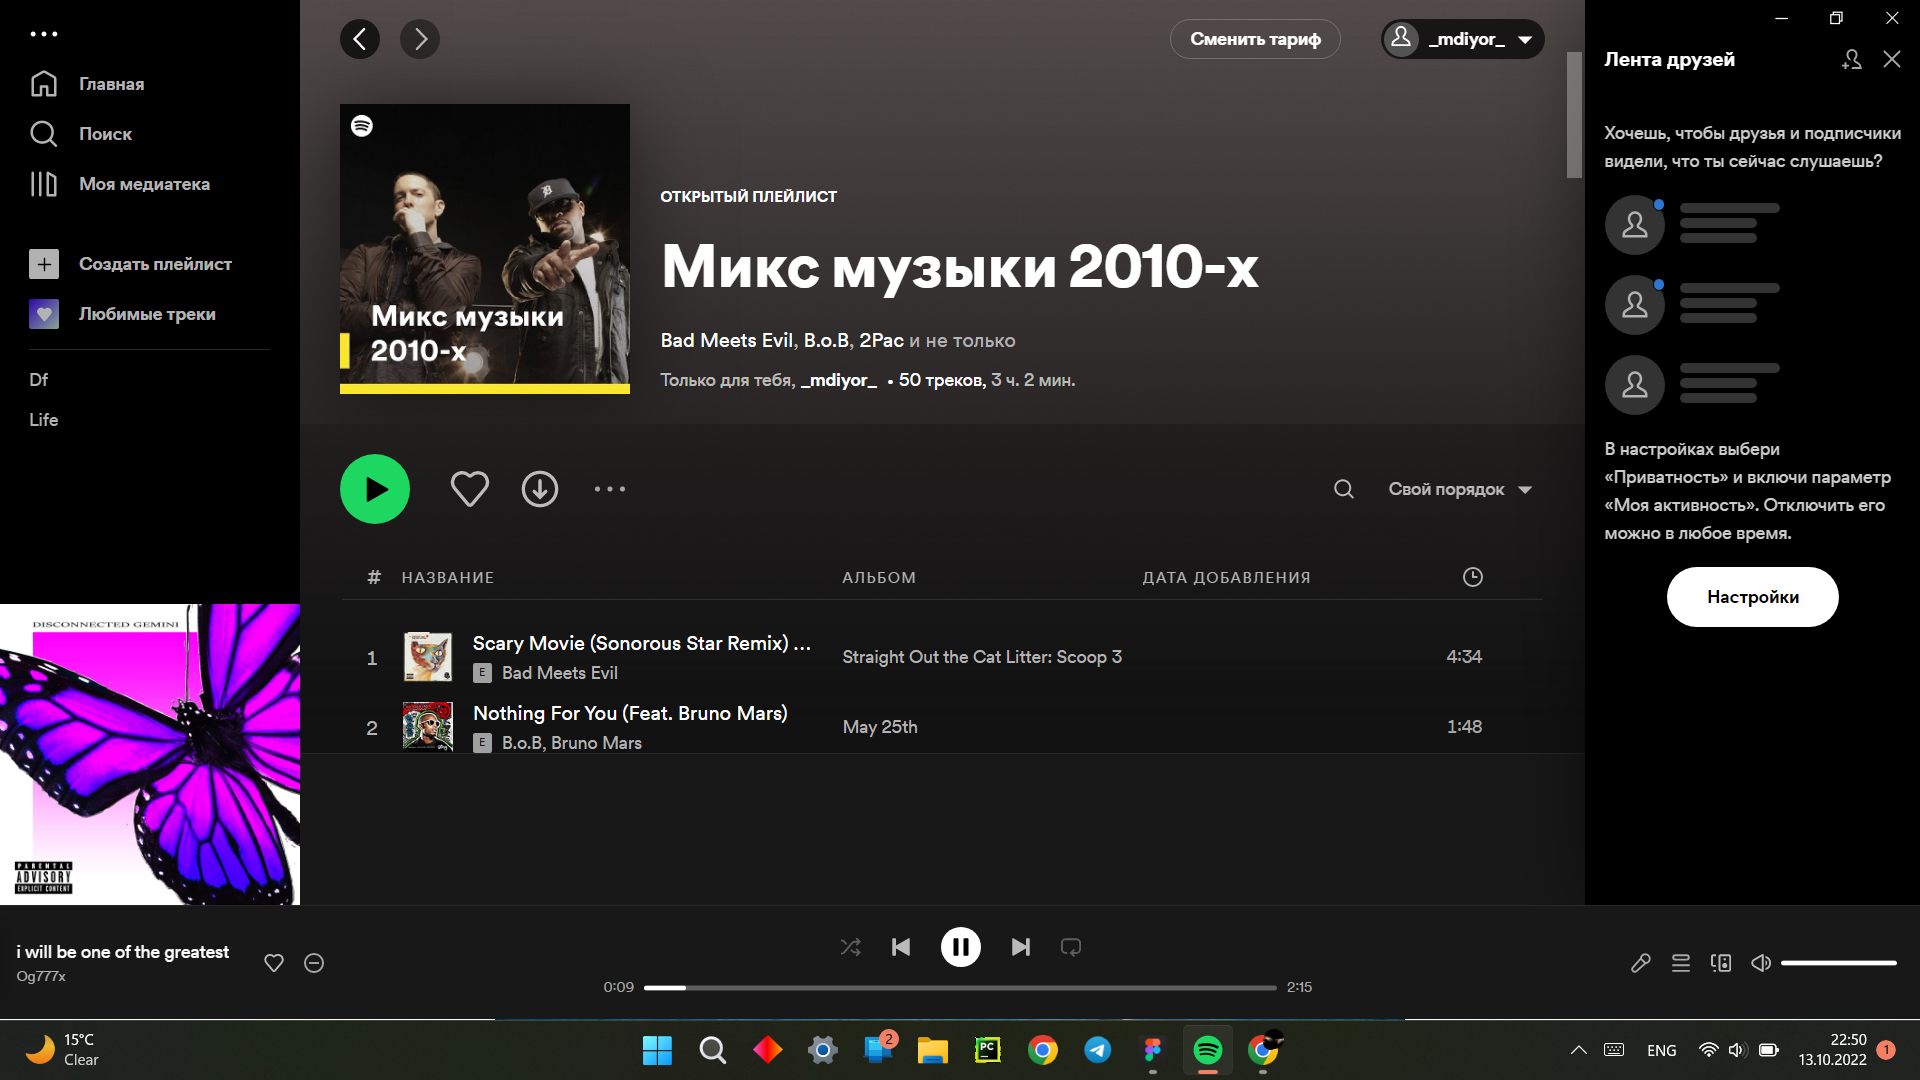 Главная
Поиск
Моя медиатека
Создать плейлист
Любимые треки
Df
Life
DISCONNECTED GEMINI
PARENTAL
ADVISORY
EXPLICIT CONTENT
Сменить тариф
_mdiyor_
Микс музыки
2010-х
ОТКРЫТЫЙ ПЛЕЙЛИСТ
Микс музыки 2010-х
Bad Meets Evil, B.o.B, 2Pac и не только
Только для тебя, _mdiyor_ • 50 треков, 3 ч. 2 мин.
Свой порядок
# НАЗВАНИЕ АЛЬБОМ ДАТА ДОБАВЛЕНИЯ
1 Scary Movie (Sonorous Star Remix) ... Straight Out the Cat Litter: Scoop 3 4:34
E Bad Meets Evil
2 Nothing For You (Feat. Bruno Mars) May 25th 1:48
E B.o.B, Bruno Mars
Лента друзей
Хочешь, чтобы друзья и подписчики
видели, что ты сейчас слушаешь?
В настройках выбери
«Приватность» и включи параметр
«Моя активность». Отключить его
можно в любое время.
Настройки
i will be one of the greatest
Og777x
0:09 2:15
15°C
Clear
2
PC
ENG
22:50
13.10.2022
1